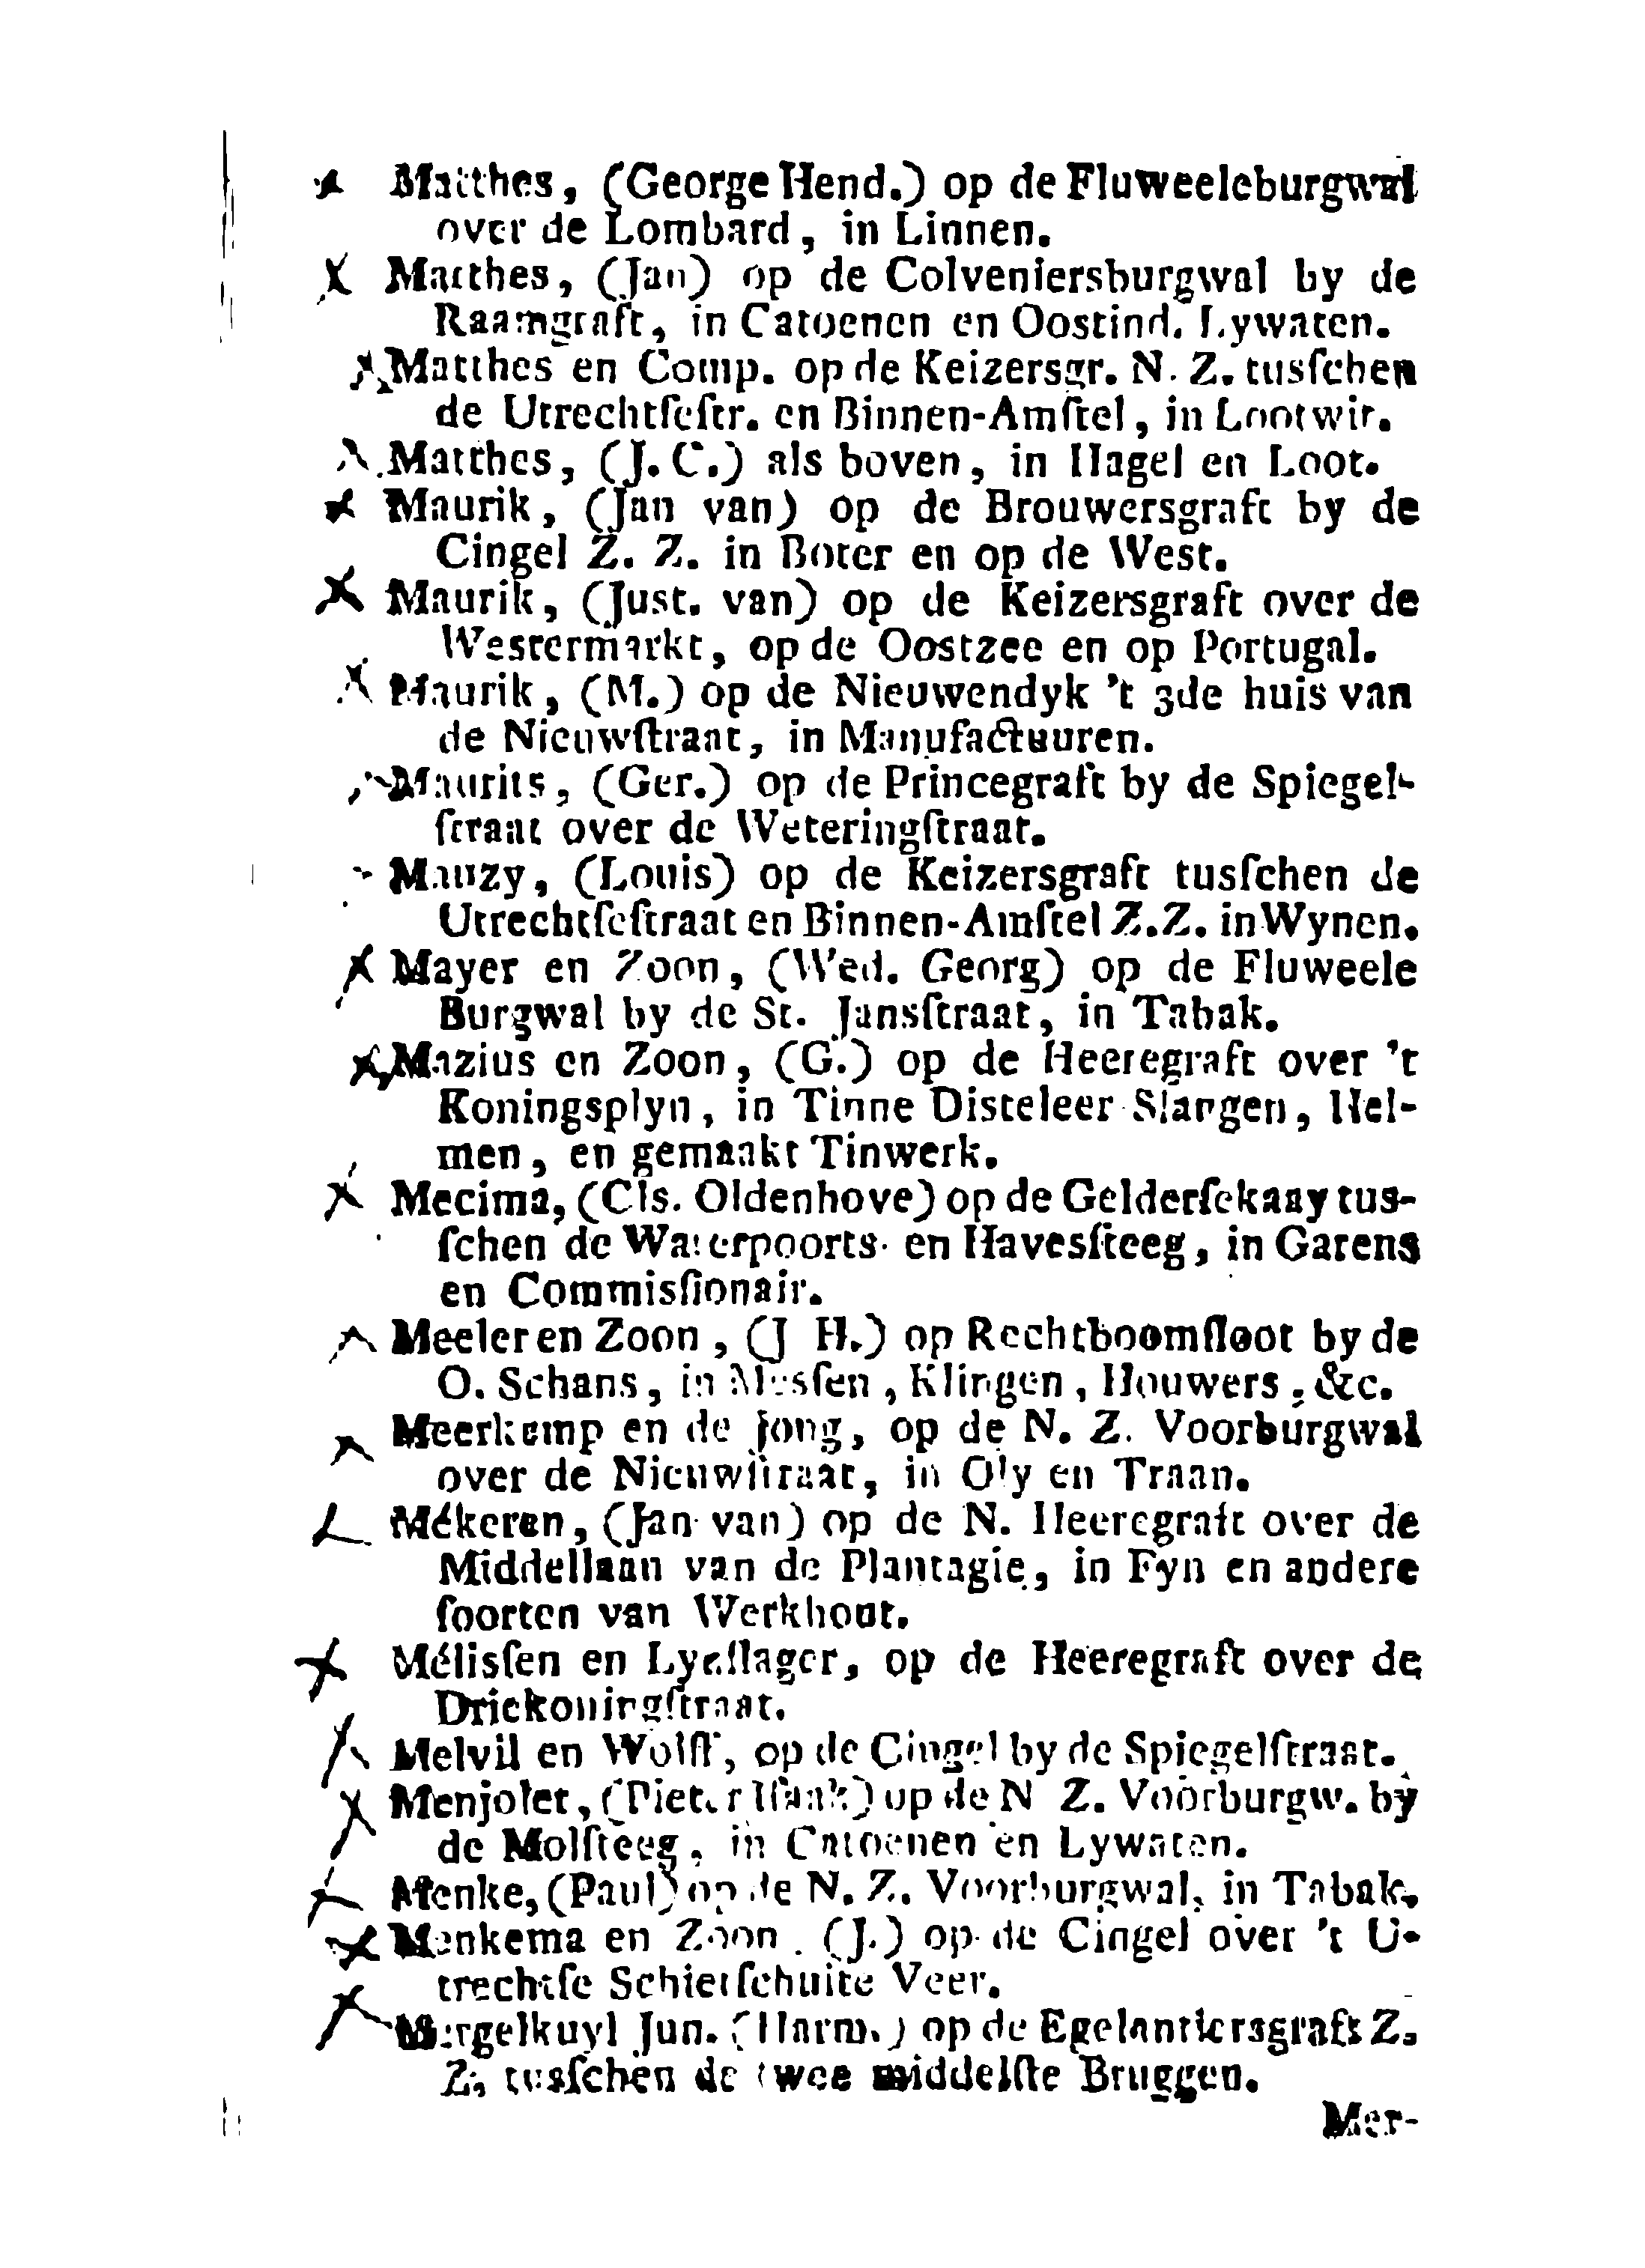 Matthes, (George Hend.) op de Fluweeleburgwal
over de Lombard, in Linnen.
Matthes, (Jan) op de Colveniersburgwal by de
Raamgraft, in Catoenen en Oostind. Lywaten.
Matthes en Comp. op de Keizersgr. N. Z. tusſchen
de Utrechtſeſtr. en Binnen-Amſtel, in Lootwit.
Matthes, (J. C.) als boven, in Hagel en Loot.
Maurik, (Jan van) op de Brouwersgraft by de
Cingel Z. Z. in Boter en op de West.
Maurik, (Just. van) op de Keizersgraft over de
Westermarkt, op de Oostzee en op Portugal.
Maurik, (M.) op de Nieuwendyk 't 3de huis van
de Nieuwſtraat, in Manufactuuren.
Maurits, (Ger.) op de Princegraft by de Spiegel-
ſtraat over de Weteringſtraat.
Mauzy, (Louis) op de Keizersgraft tusſchen de
Utrechtſeſtraat en Binnen-Amſtel Z. Z. in Wynen.
Mayer en Zoon, (Wed. Georg) op de Fluweele
Burgwal by de St. Jansſtraat, in Tabak.
Mazius en Zoon, (G.) op de Heeregraft over 't
Koningsplyn, in Tinne Disteleer Slangen, Hel-
men, en gemaakt Tinwerk.
Mecima, (Cls. Oldenhove) op de Gelderſekaay tus-
ſchen de Waterpoorts- en Havesſteeg, in Garens
en Commisſionair.
Meeler en Zoon, (J H.) op Rechtboomſloot by de
O. Schans, in Mesſen, Klingen, Houwers, &c.
Meerkamp en de Jong, op de N. Z. Voorburgwal
over de Nieuwſtraat, in Oly en Traan.
Mékeren, (Jan van) op de N. Heeregraft over de
Middellaan van de Plantagie, in Fyn en andere
ſoorten van Werkhout.
Mélisſen en Lyeſlager, op de Heeregraft over de
Driekoningſtraat.
Melvil en Wolff, op de Cingel by de Spiegelſtraat.
Menjolet, (Pieter Iſaak) op de N Z. Voorburgw. by
de Molſteeg, in Catoenen en Lywaten.
Menke, (Paul) op de N. Z. Voorburgwal, in Tabak.
Menkema en Zoon. (J.) op de Cingel over 't U-
trechtſe Schietſchuite Veer.
Mergelkuyl Jun. (Harm.) op de Egelantiersgraft Z.
Z. tusſchen de twee middelſte Bruggen.
Mer-